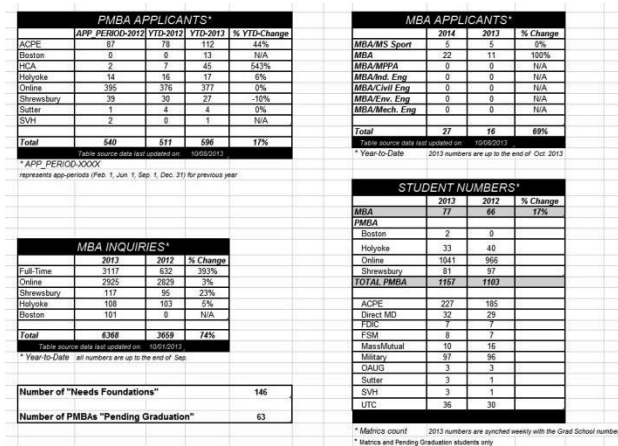 PMBA APPLICANTS*
APP_PERIOD-2012 YTD-2012 YTD-2013 % YTD-Change
ACPE 87 78 112 44%
Boston 0 0 13 N/A
HCA 2 7 45 543%
Holyoke 14 16 17 6%
Online 395 376 377 0%
Shrewsbury 39 30 27 -10%
Sutter 1 4 4 0%
SVH 2 0 1 N/A
Total 540 511 596 17%
Table source data last updated on: 10/08/2013
* APP_PERIOD-XXXX
represents app-periods (Feb. 1, Jun. 1, Sep. 1, Dec. 31) for previous year
MBA INQUIRIES*
2013 2012 % Change
Full-Time 3117 632 393%
Online 2925 2829 3%
Shrewsbury 117 95 23%
Holyoke 108 103 5%
Boston 101 0 N/A
Total 6368 3659 74%
Table source data last updated on: 10/01/2013
* Year-to-Date all numbers are up to the end of Sep.
Number of "Needs Foundations" 146
Number of PMBAs "Pending Graduation" 63
MBA APPLICANTS*
2014 2013 % Change
MBA/MS Sport 5 5 0%
MBA 22 11 100%
MBA/MPPA 0 0 N/A
MBA/Ind. Eng 0 0 N/A
MBA/Civil Eng 0 0 N/A
MBA/Env. Eng 0 0 N/A
MBA/Mech. Eng 0 0 N/A
Total 27 16 69%
Table source data last updated on: 10/08/2013
* Year-to-Date 2013 numbers are up to the end of Oct. 2013
STUDENT NUMBERS*
2013 2012 % Change
MBA 77 66 17%
PMBA
Boston 2 0
Holyoke 33 40
Online 1041 966
Shrewsbury 81 97
TOTAL PMBA 1157 1103
ACPE 227 185
Direct MD 32 29
FDIC 7 7
FSM 8 7
MassMutual 10 16
Military 97 96
OAUG 3 3
Sutter 3 1
SVH 3 1
UTC 36 30
* Matrics count 2013 numbers are synched weekly with the Grad School number
* Matrics and Pending Graduation students only